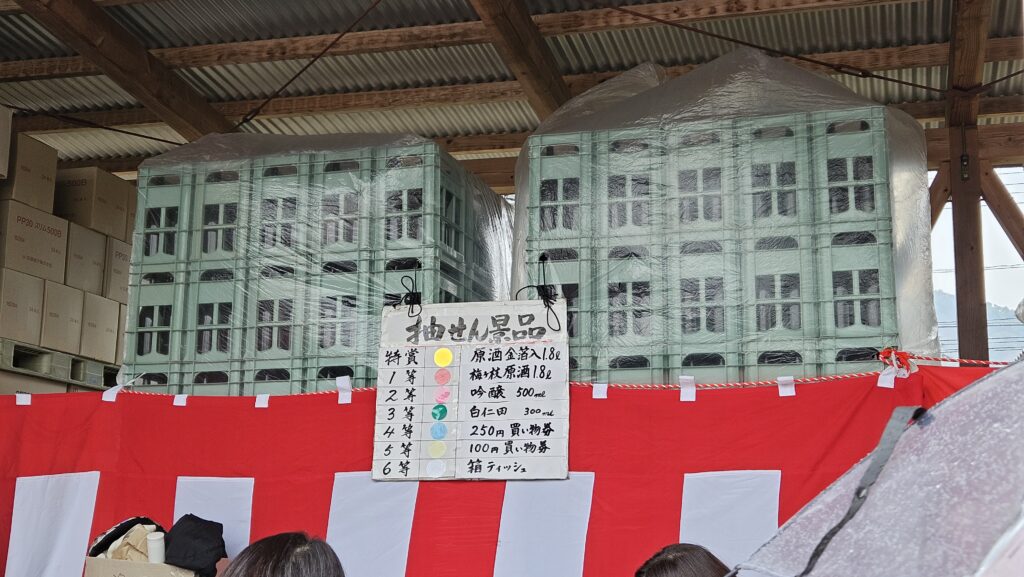 抽せん景品
特賞 原酒金箔入1.8ℓ
1等 梅ヶ枝原酒1.8ℓ
2等 吟醸 500ml
3等 白仁田 300ml
4等 250円買い物券
5等 100円買い物券
6等 箱ティッシュ